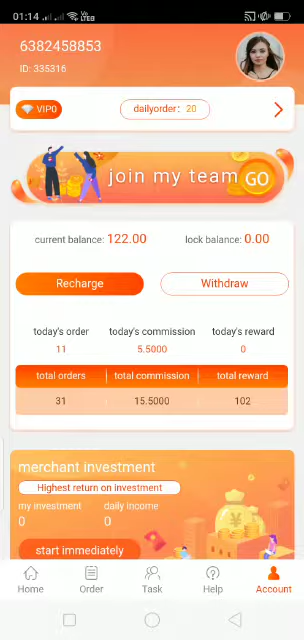 01:14
6382458853
ID: 335316
VIP0
dailyorder: 20
join my team GO
current balance: 122.00 lock balance: 0.00
Recharge Withdraw
today's order today's commission today's reward
11 5.5000 0
total orders total commission total reward
31 15.5000 102
merchant investment
Highest return on investment
my investment daily income
0 0
start immediately
Home Order Task Help Account